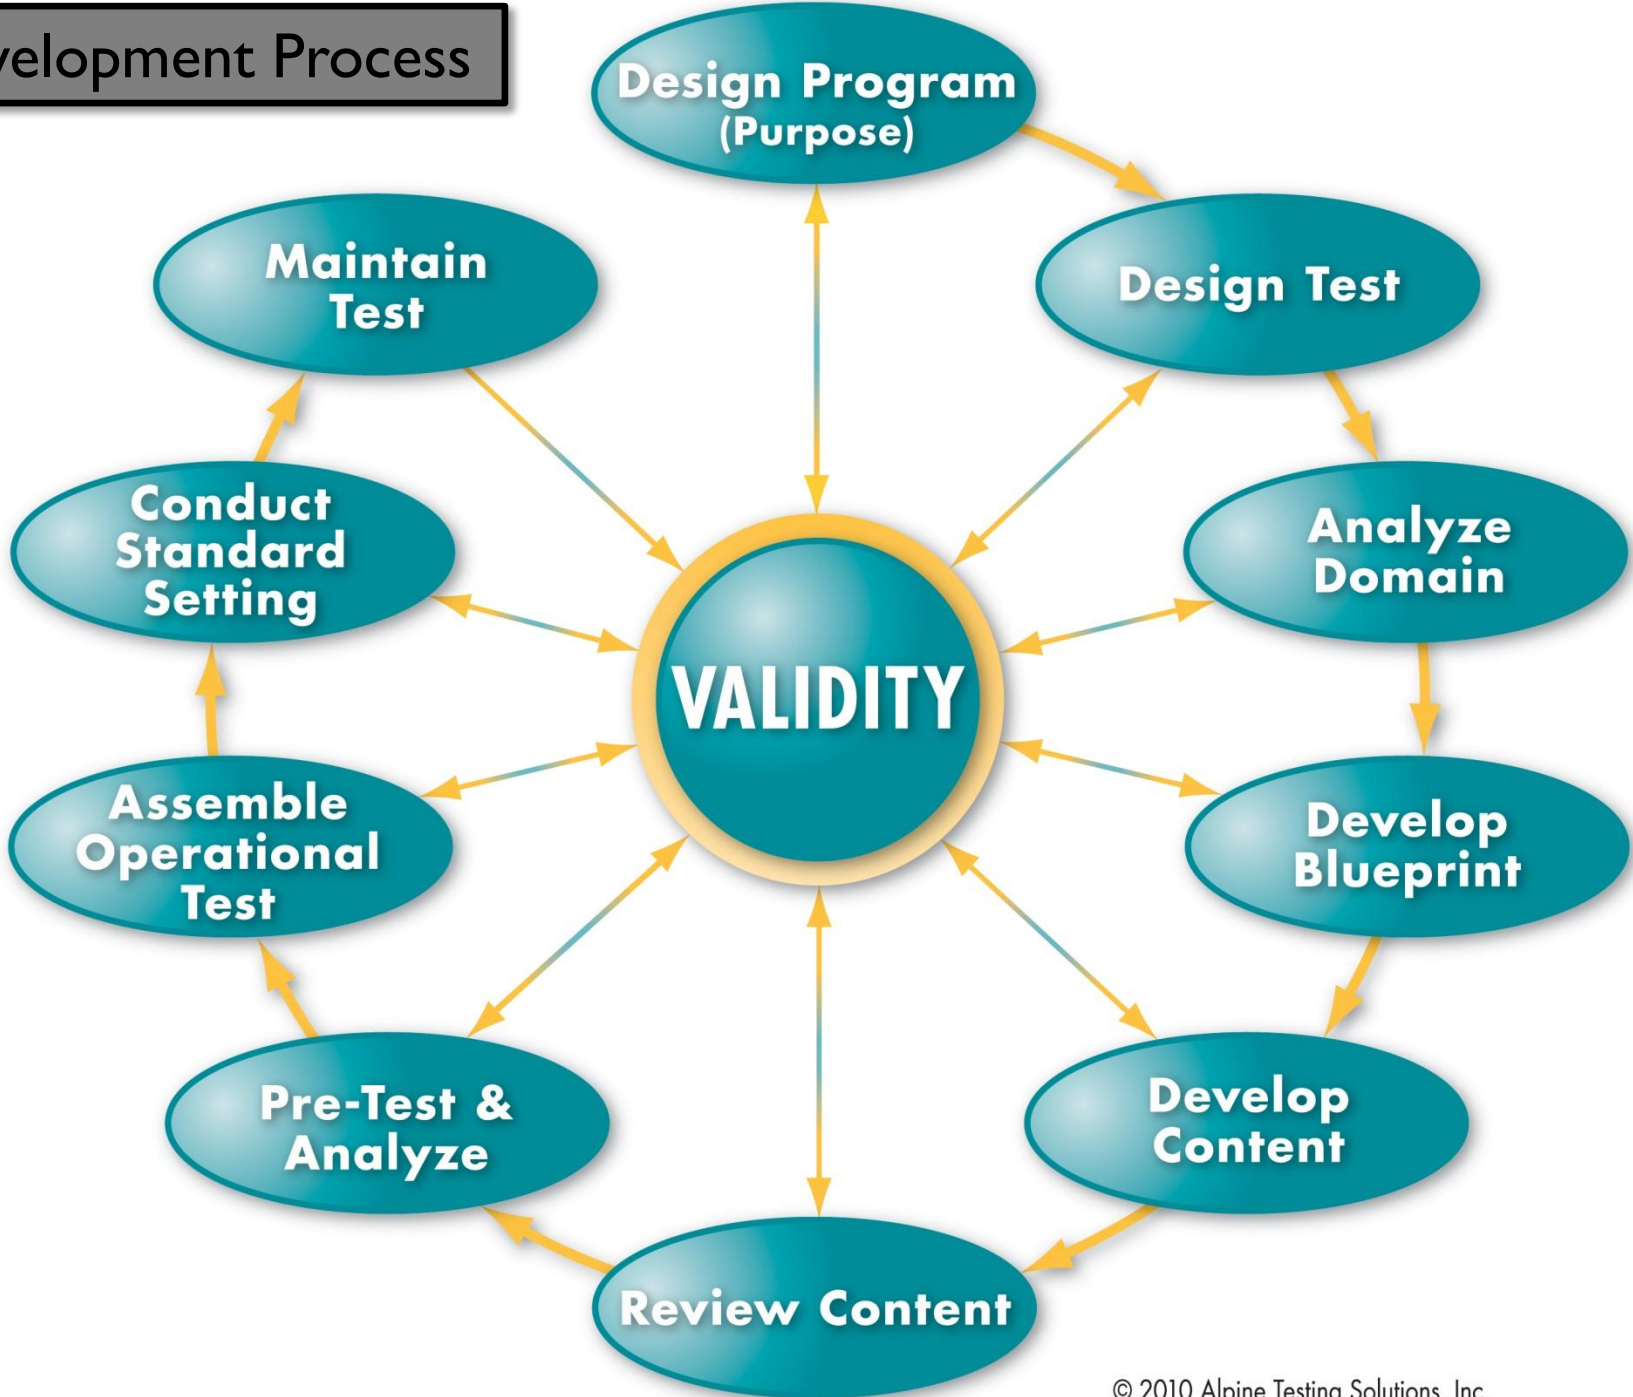 velopment Process
Design Program
(Purpose)
Design Test
Analyze
Domain
Develop
Blueprint
Develop
Content
Review Content
Pre-Test &
Analyze
Assemble
Operational
Test
Conduct
Standard
Setting
Maintain
Test
VALIDITY
© 2010 Alpine Testing Solutions, Inc